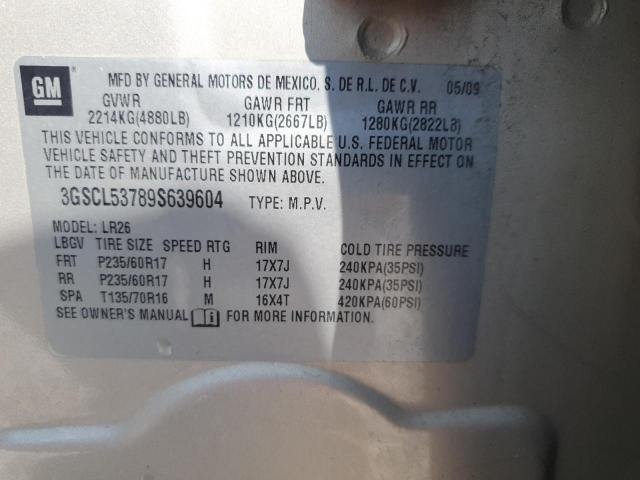 GM
MFD BY GENERAL MOTORS DE MEXICO, S. DE R.L. DE C.V. 05/09
GVWR GAWR FRT GAWR RR
2214KG(4880LB) 1210KG(2667LB) 1280KG(2822LB)
THIS VEHICLE CONFORMS TO ALL APPLICABLE U.S. FEDERAL MOTOR
VEHICLE SAFETY AND THEFT PREVENTION STANDARDS IN EFFECT ON
THE DATE OF MANUFACTURE SHOWN ABOVE.
3GSCL53789S639604 TYPE: M.P.V.
MODEL: LR26
LBGV TIRE SIZE SPEED RTG RIM COLD TIRE PRESSURE
FRT P235/60R17 H 17X7J 240KPA(35PSI)
RR P235/60R17 H 17X7J 240KPA(35PSI)
SPA T135/70R16 M 16X4T 420KPA(60PSI)
SEE OWNER'S MANUAL i FOR MORE INFORMATION.